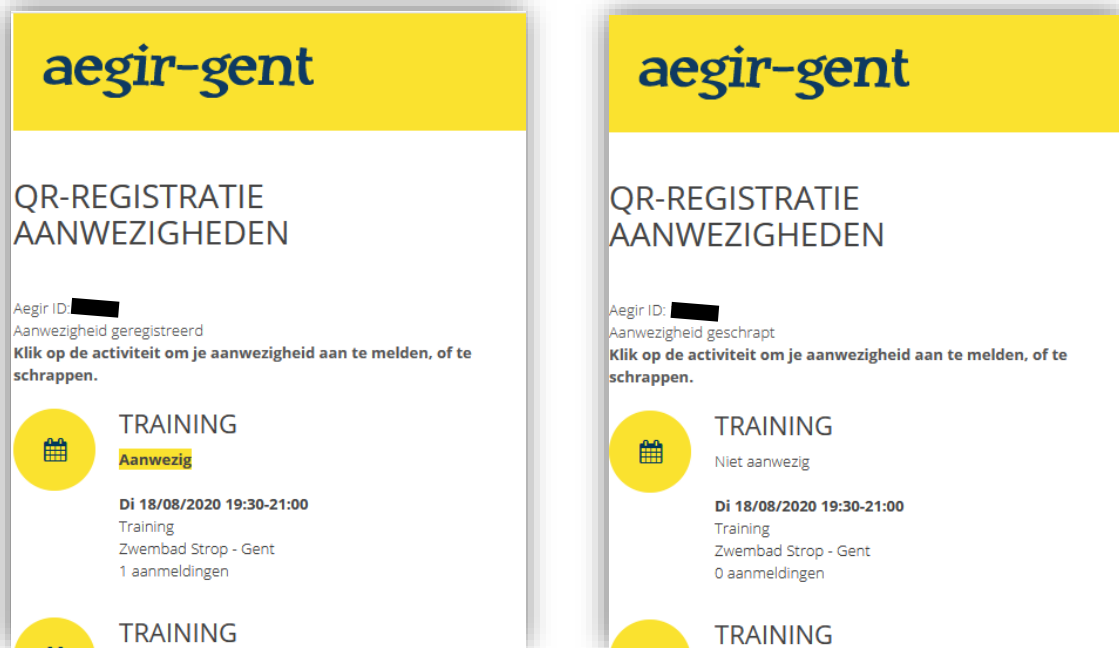 aegir-gent
QR-REGISTRATIE
AANWEZIGHEDEN
Aegir ID:
Aanwezigheid geregistreerd
Klik op de activiteit om je aanwezigheid aan te melden, of te
schrappen.
TRAINING
Aanwezig
Di 18/08/2020 19:30-21:00
Training
Zwembad Strop - Gent
1 aanmeldingen
TRAINING
aegir-gent
QR-REGISTRATIE
AANWEZIGHEDEN
Aegir ID:
Aanwezigheid geschrapt
Klik op de activiteit om je aanwezigheid aan te melden, of te
schrappen.
TRAINING
Niet aanwezig
Di 18/08/2020 19:30-21:00
Training
Zwembad Strop - Gent
0 aanmeldingen
TRAINING